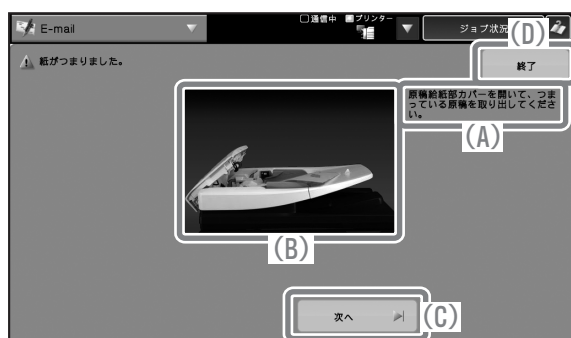 E-mail
通信中 プリンター
ジョブ状況
(D)
紙がつまりました。
終了
原稿給紙部カバーを開いて、つま
っている原稿を取り出してくださ
い。
(A)
(B)
次へ
(C)